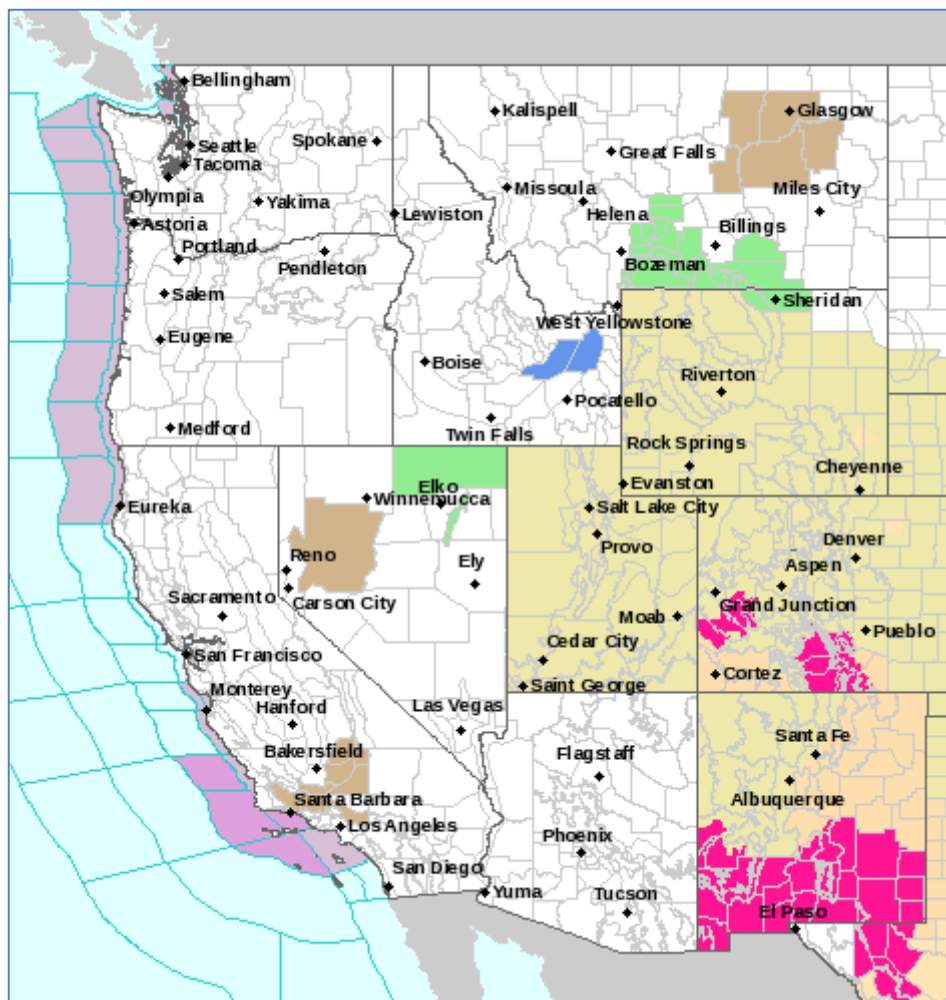 Bellingham
Kalispell
Glasgow
Seattle
Spokane
Great Falls
Tacoma
Olympia
Missoula
Miles City
Yakima
Lewiston
Helena
Astoria
Billings
Portland
Pendleton
Bozeman
Salem
Sheridan
West Yellowstone
Eugene
Boise
Riverton
Pocatello
Medford
Twin Falls
Rock Springs
Cheyenne
Elko
Evanston
Winnemucca
Eureka
Salt Lake City
Provo
Denver
Reno
Ely
Aspen
Sacramento
Carson City
Grand Junction
Moab
Pueblo
San Francisco
Cedar City
Cortez
Saint George
Monterey
Hanford
Las Vegas
Santa Fe
Bakersfield
Flagstaff
Albuquerque
Santa Barbara
Los Angeles
Phoenix
San Diego
Yuma
Tucson
El Paso